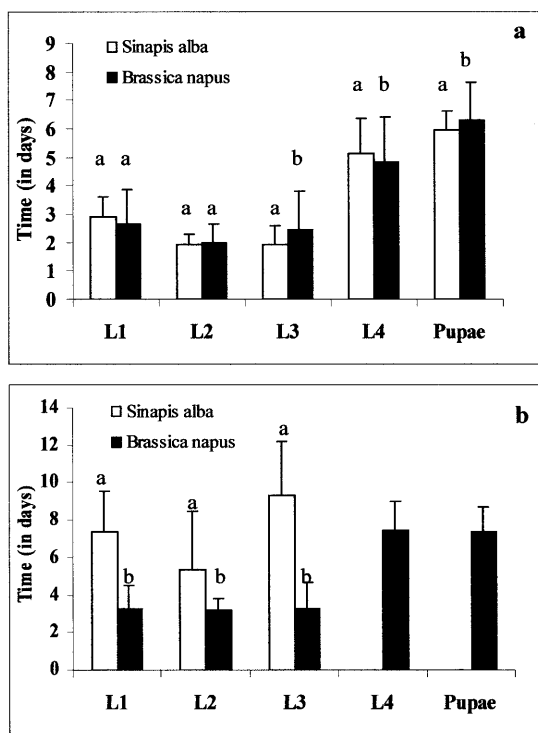 a
Sinapis alba
Brassica napus
Time (in days)
9
8
7
6
5
4
3
2
1
0
a a
a a
a b
a b
a b
L1 L2 L3 L4 Pupae
b
Sinapis alba
Brassica napus
Time (in days)
14
12
10
8
6
4
2
0
a b
a b
a b
L1 L2 L3 L4 Pupae